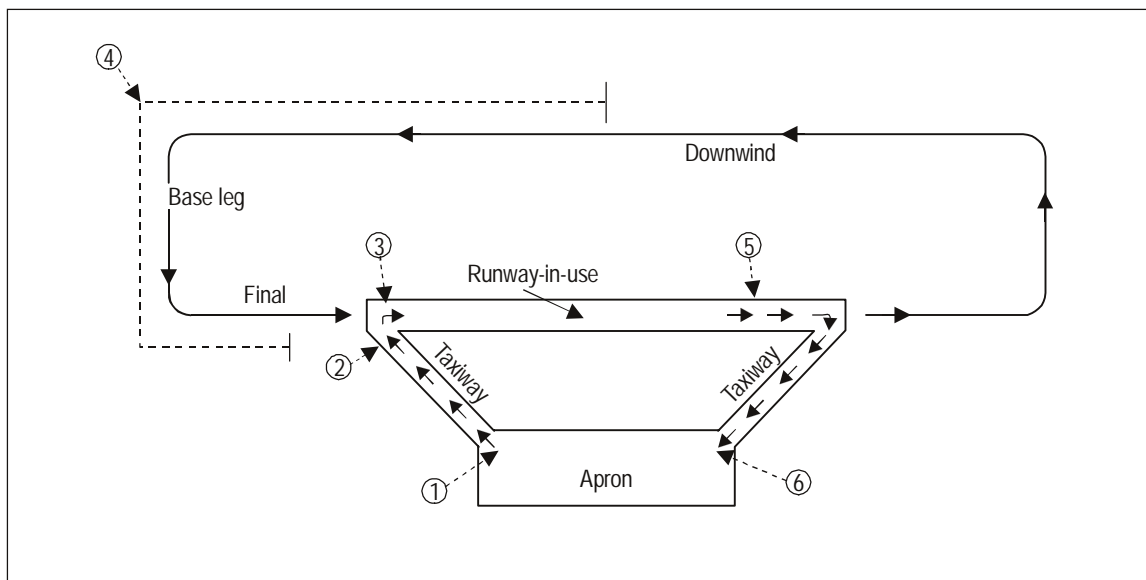 ④
Downwind
Base leg
③
⑤
Runway-in-use
Final
②
Taxiway
Taxiway
①
Apron
⑥